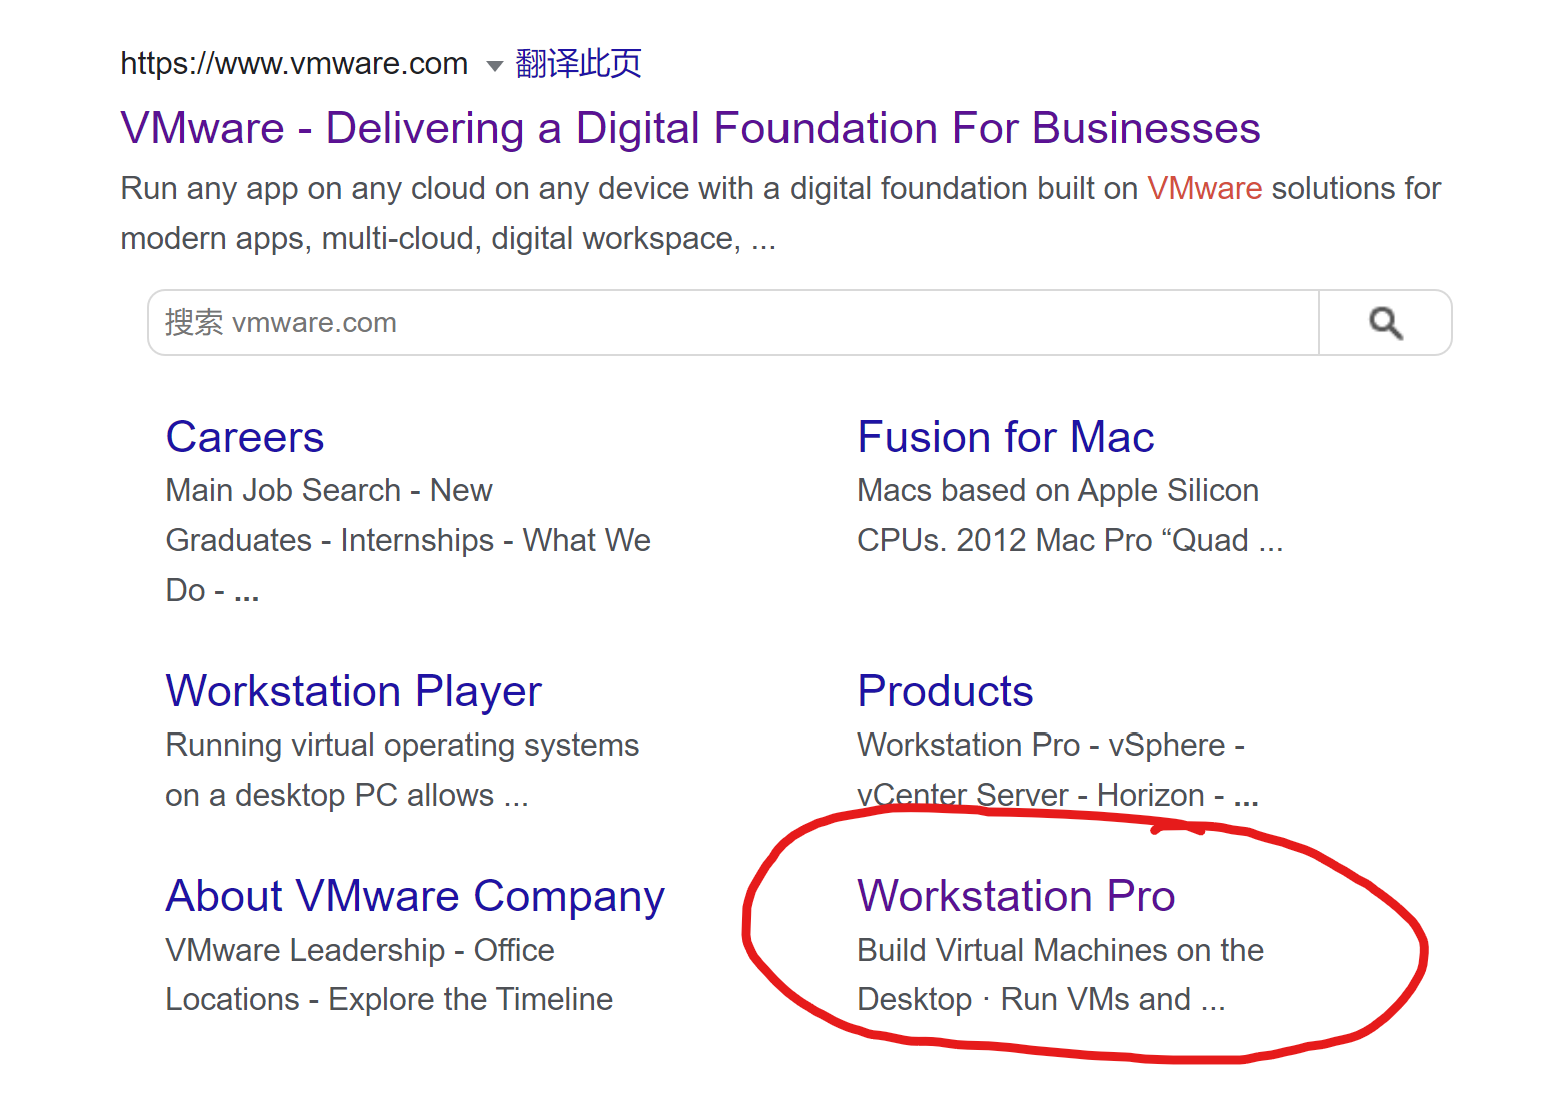 https://www.vmware.com 翻译此页
VMware - Delivering a Digital Foundation For Businesses
Run any app on any cloud on any device with a digital foundation built on VMware solutions for
modern apps, multi-cloud, digital workspace, ...
搜索 vmware.com
Careers
Main Job Search - New
Graduates - Internships - What We
Do - ...
Fusion for Mac
Macs based on Apple Silicon
CPUs. 2012 Mac Pro “Quad ...
Workstation Player
Running virtual operating systems
on a desktop PC allows ...
Products
Workstation Pro - vSphere -
vCenter Server - Horizon - ...
About VMware Company
VMware Leadership - Office
Locations - Explore the Timeline
Workstation Pro
Build Virtual Machines on the
Desktop · Run VMs and ...